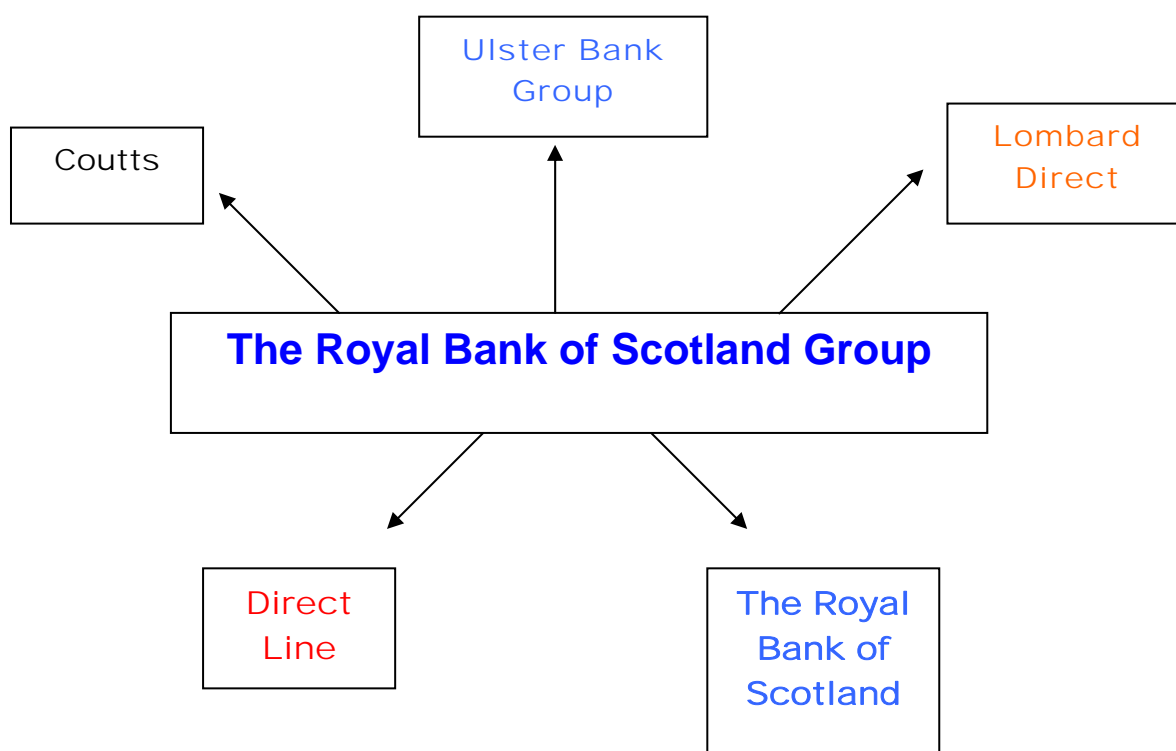 Ulster Bank
Group
Coutts
Lombard
Direct
The Royal Bank of Scotland Group
Direct
Line
The Royal
Bank of
Scotland